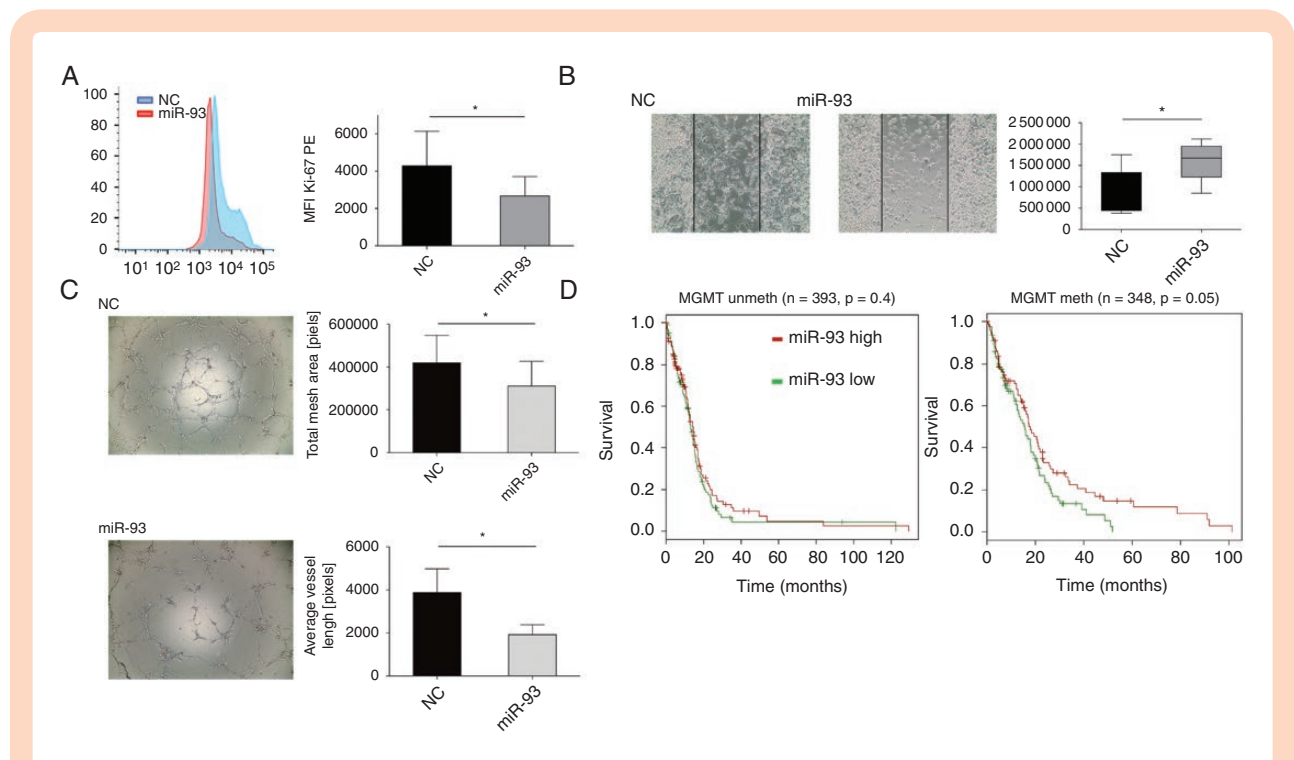 A
100
80
60
40
20
0
NC
miR-93
10¹ 10² 10³ 10⁴ 10⁵
MFI Ki-67 PE
6000
4000
2000
0
*
NC
miR-93
B
NC
miR-93
2 500 000
2 000 000
1 500 000
1 000 000
500 000
0
*
NC
miR-93
C
NC
Total mesh area [piels]
600000
400000
200000
0
*
NC
miR-93
miR-93
Average vessel
lengh [pixels]
6000
4000
2000
0
*
NC
miR-93
D
MGMT unmeth (n = 393, p = 0.4)
Survival
1.0
0.8
0.6
0.4
0.2
0.0
miR-93 high
miR-93 low
0 20 40 60 80 100 120
Time (months)
MGMT meth (n = 348, p = 0.05)
Survival
1.0
0.8
0.6
0.4
0.2
0.0
0 20 40 60 80 100
Time (months)